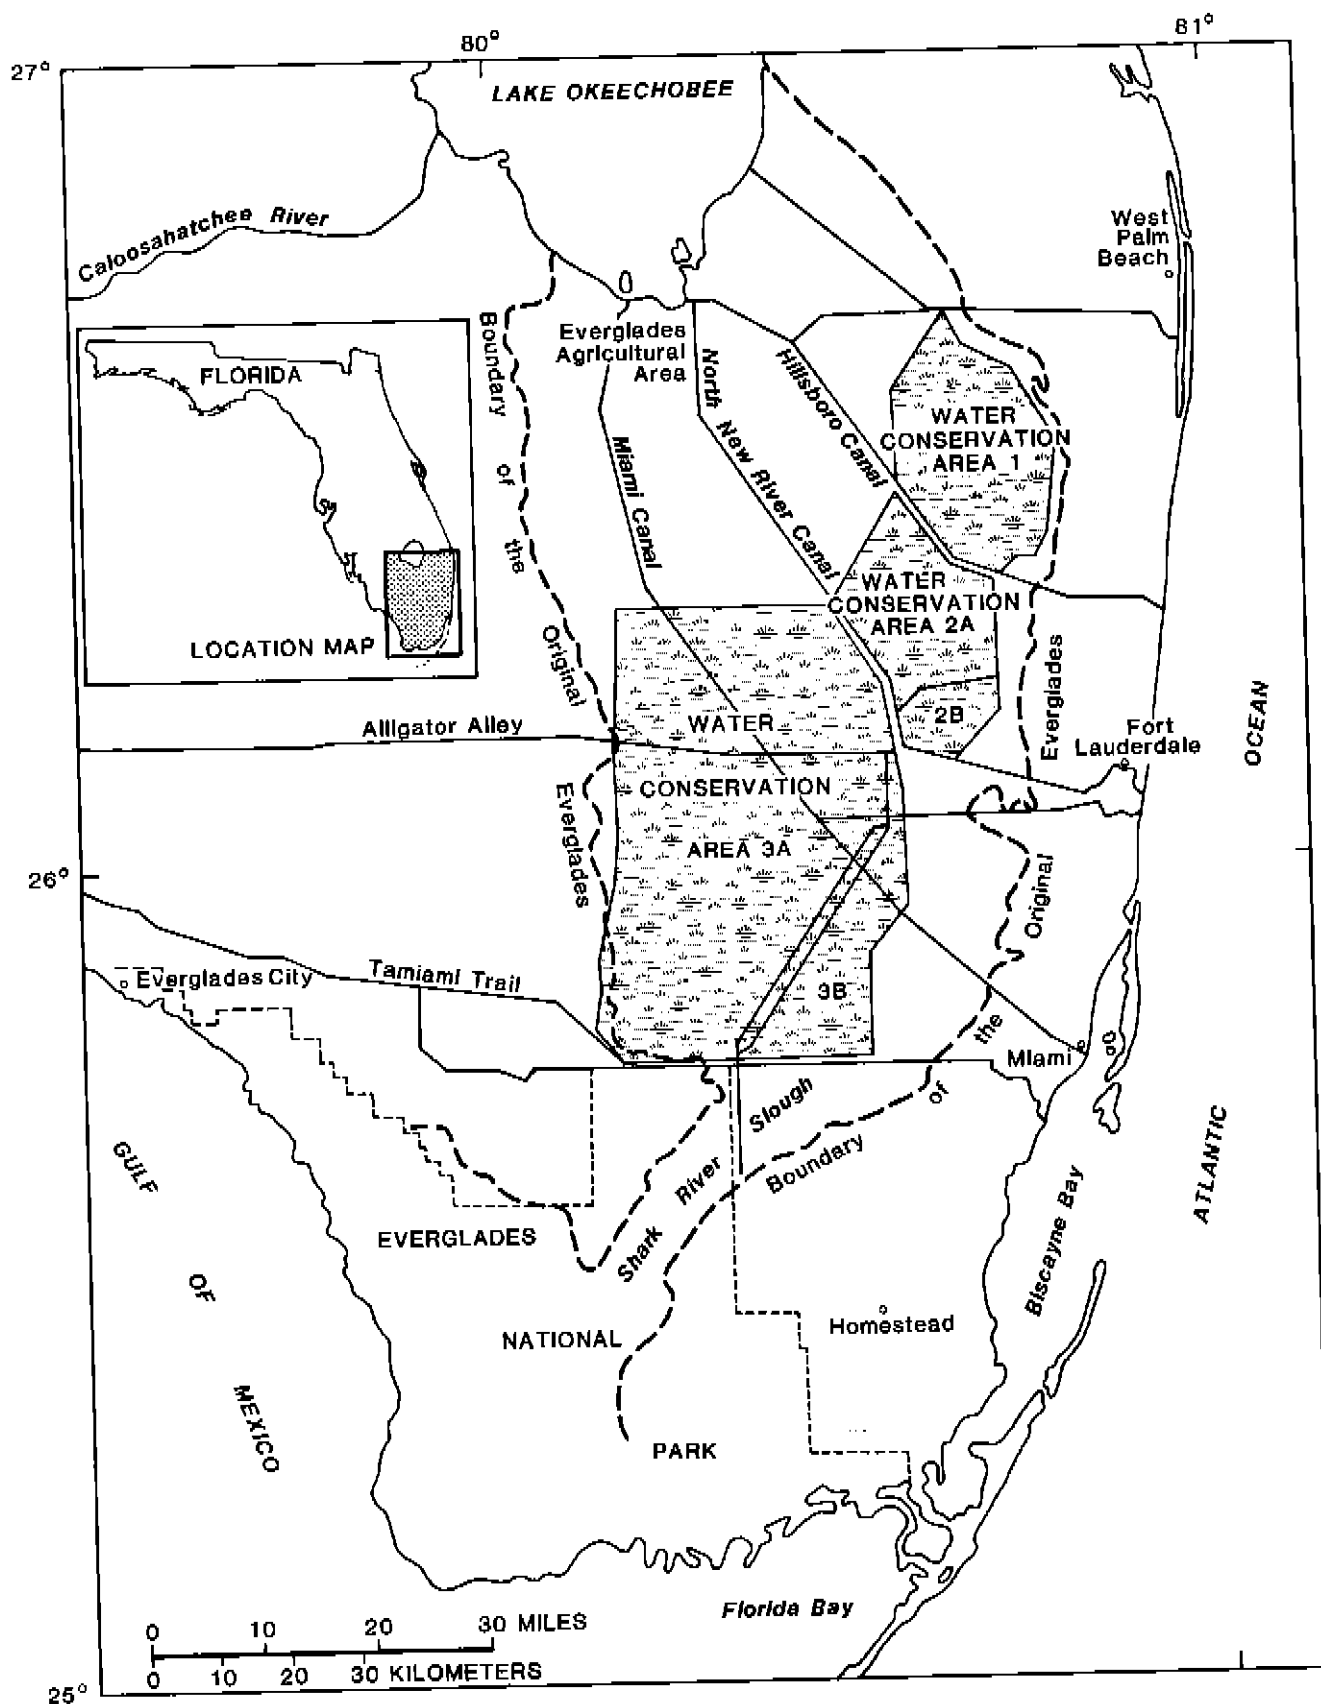 80°
81°
27°
LAKE OKEECHOBEE
Caloosahatchee River
West
Palm
Beach
FLORIDA
LOCATION MAP
Boundary of the Original Everglades
Everglades
Agricultural
Area
Miami Canal
North New River Canal
Hillsboro Canal
WATER
CONSERVATION
AREA 1
WATER
CONSERVATION
AREA 2A
2B
Alligator Alley
WATER
CONSERVATION
AREA 3A
3B
Fort
Lauderdale
Boundary of the Original Everglades
26°
Everglades City
Tamiami Trail
Miami
Shark River Slough
GULF OF MEXICO
EVERGLADES
NATIONAL
PARK
Homestead
Biscayne Bay
ATLANTIC OCEAN
Florida Bay
0 10 20 30 MILES
0 10 20 30 KILOMETERS
25°